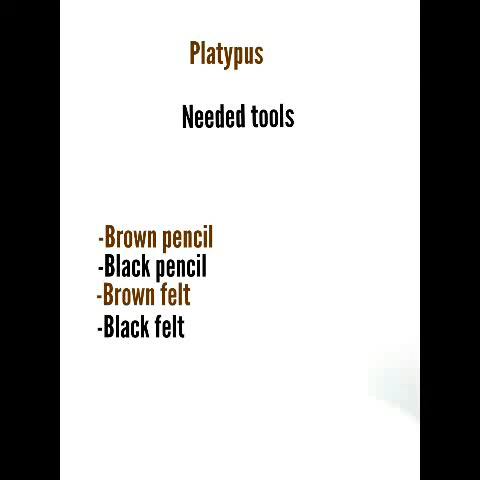 Platypus
Needed tools
-Brown pencil
-Black pencil
-Brown felt
-Black felt